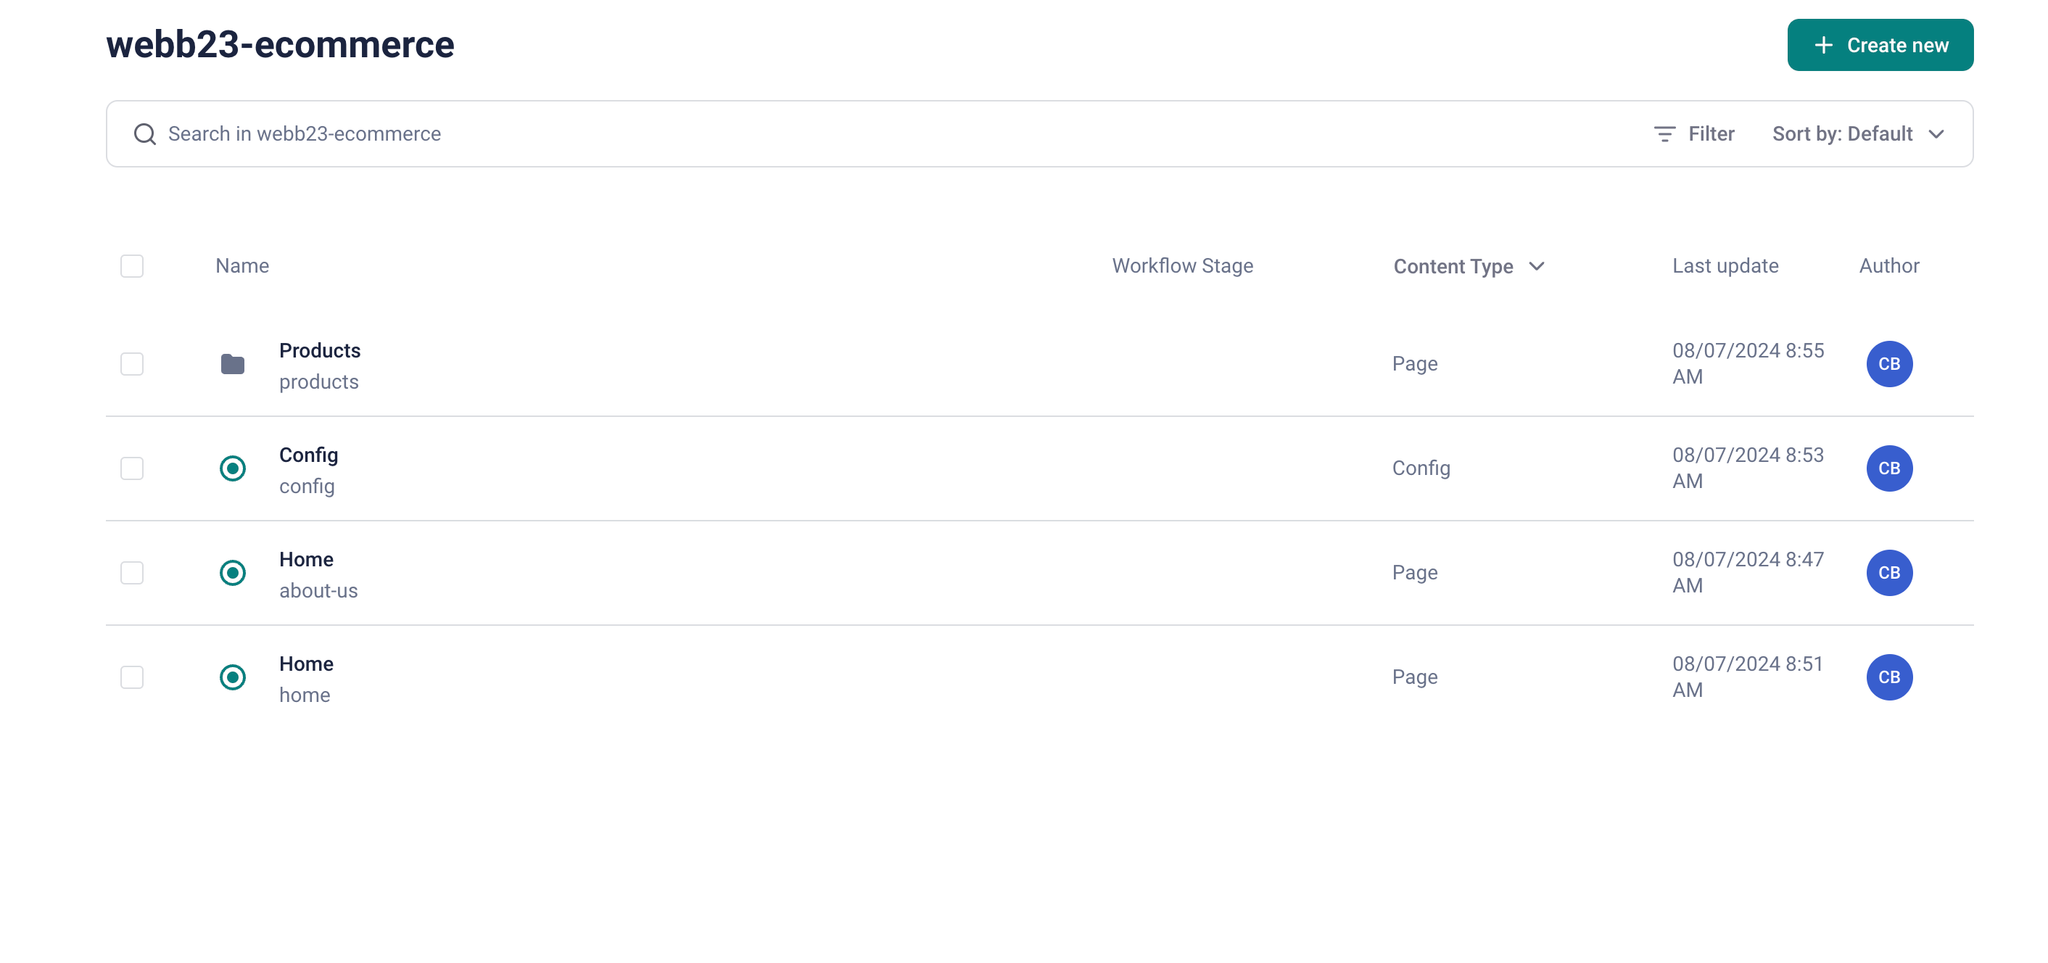 webb23-ecommerce
Create new
Search in webb23-ecommerce
Filter
Sort by: Default
Name
Workflow Stage
Content Type
Last update
Author
Products
products
Page
08/07/2024 8:55
AM
CB
Config
config
Config
08/07/2024 8:53
AM
CB
Home
about-us
Page
08/07/2024 8:47
AM
CB
Home
home
Page
08/07/2024 8:51
AM
CB